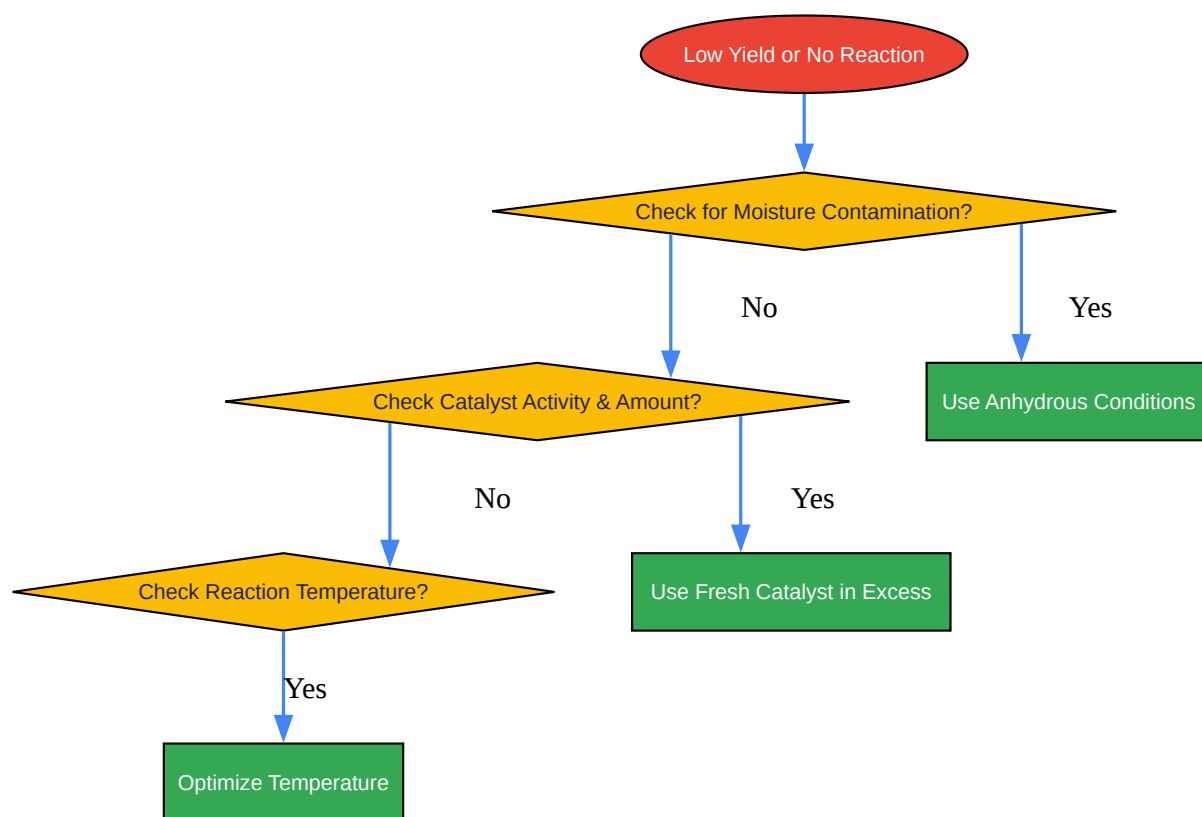 Low Yield or No Reaction
Check for Moisture Contamination?
No
Yes
Check Catalyst Activity & Amount?
Use Anhydrous Conditions
No
Yes
Check Reaction Temperature?
Use Fresh Catalyst in Excess
Yes
Optimize Temperature